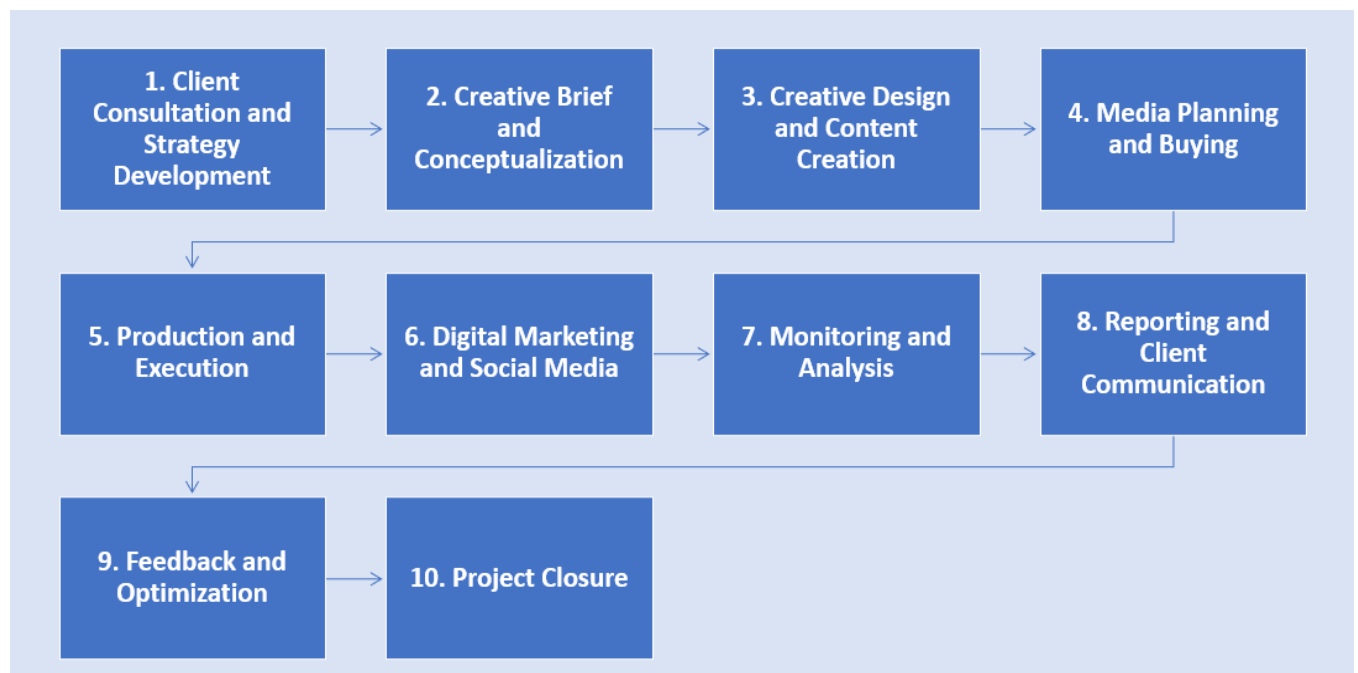 1. Client
Consultation and
Strategy
Development
2. Creative Brief
and
Conceptualization
3. Creative Design
and Content
Creation
4. Media Planning
and Buying
5. Production and
Execution
6. Digital Marketing
and Social Media
7. Monitoring and
Analysis
8. Reporting and
Client
Communication
9. Feedback and
Optimization
10. Project Closure